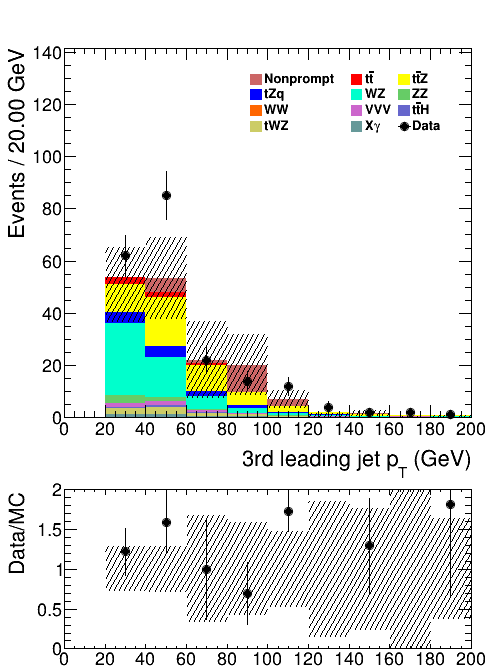 Events / 20.00 GeV
140
120
100
80
60
40
20
0
Nonprompt tt̄ tt̄Z
tZq WZ ZZ
WW VVV tt̄H
tWZ Xγ Data
0 20 40 60 80 100 120 140 160 180 200
3rd leading jet p_T (GeV)
Data/MC
2
1.5
1
0.5
0
0 20 40 60 80 100 120 140 160 180 200